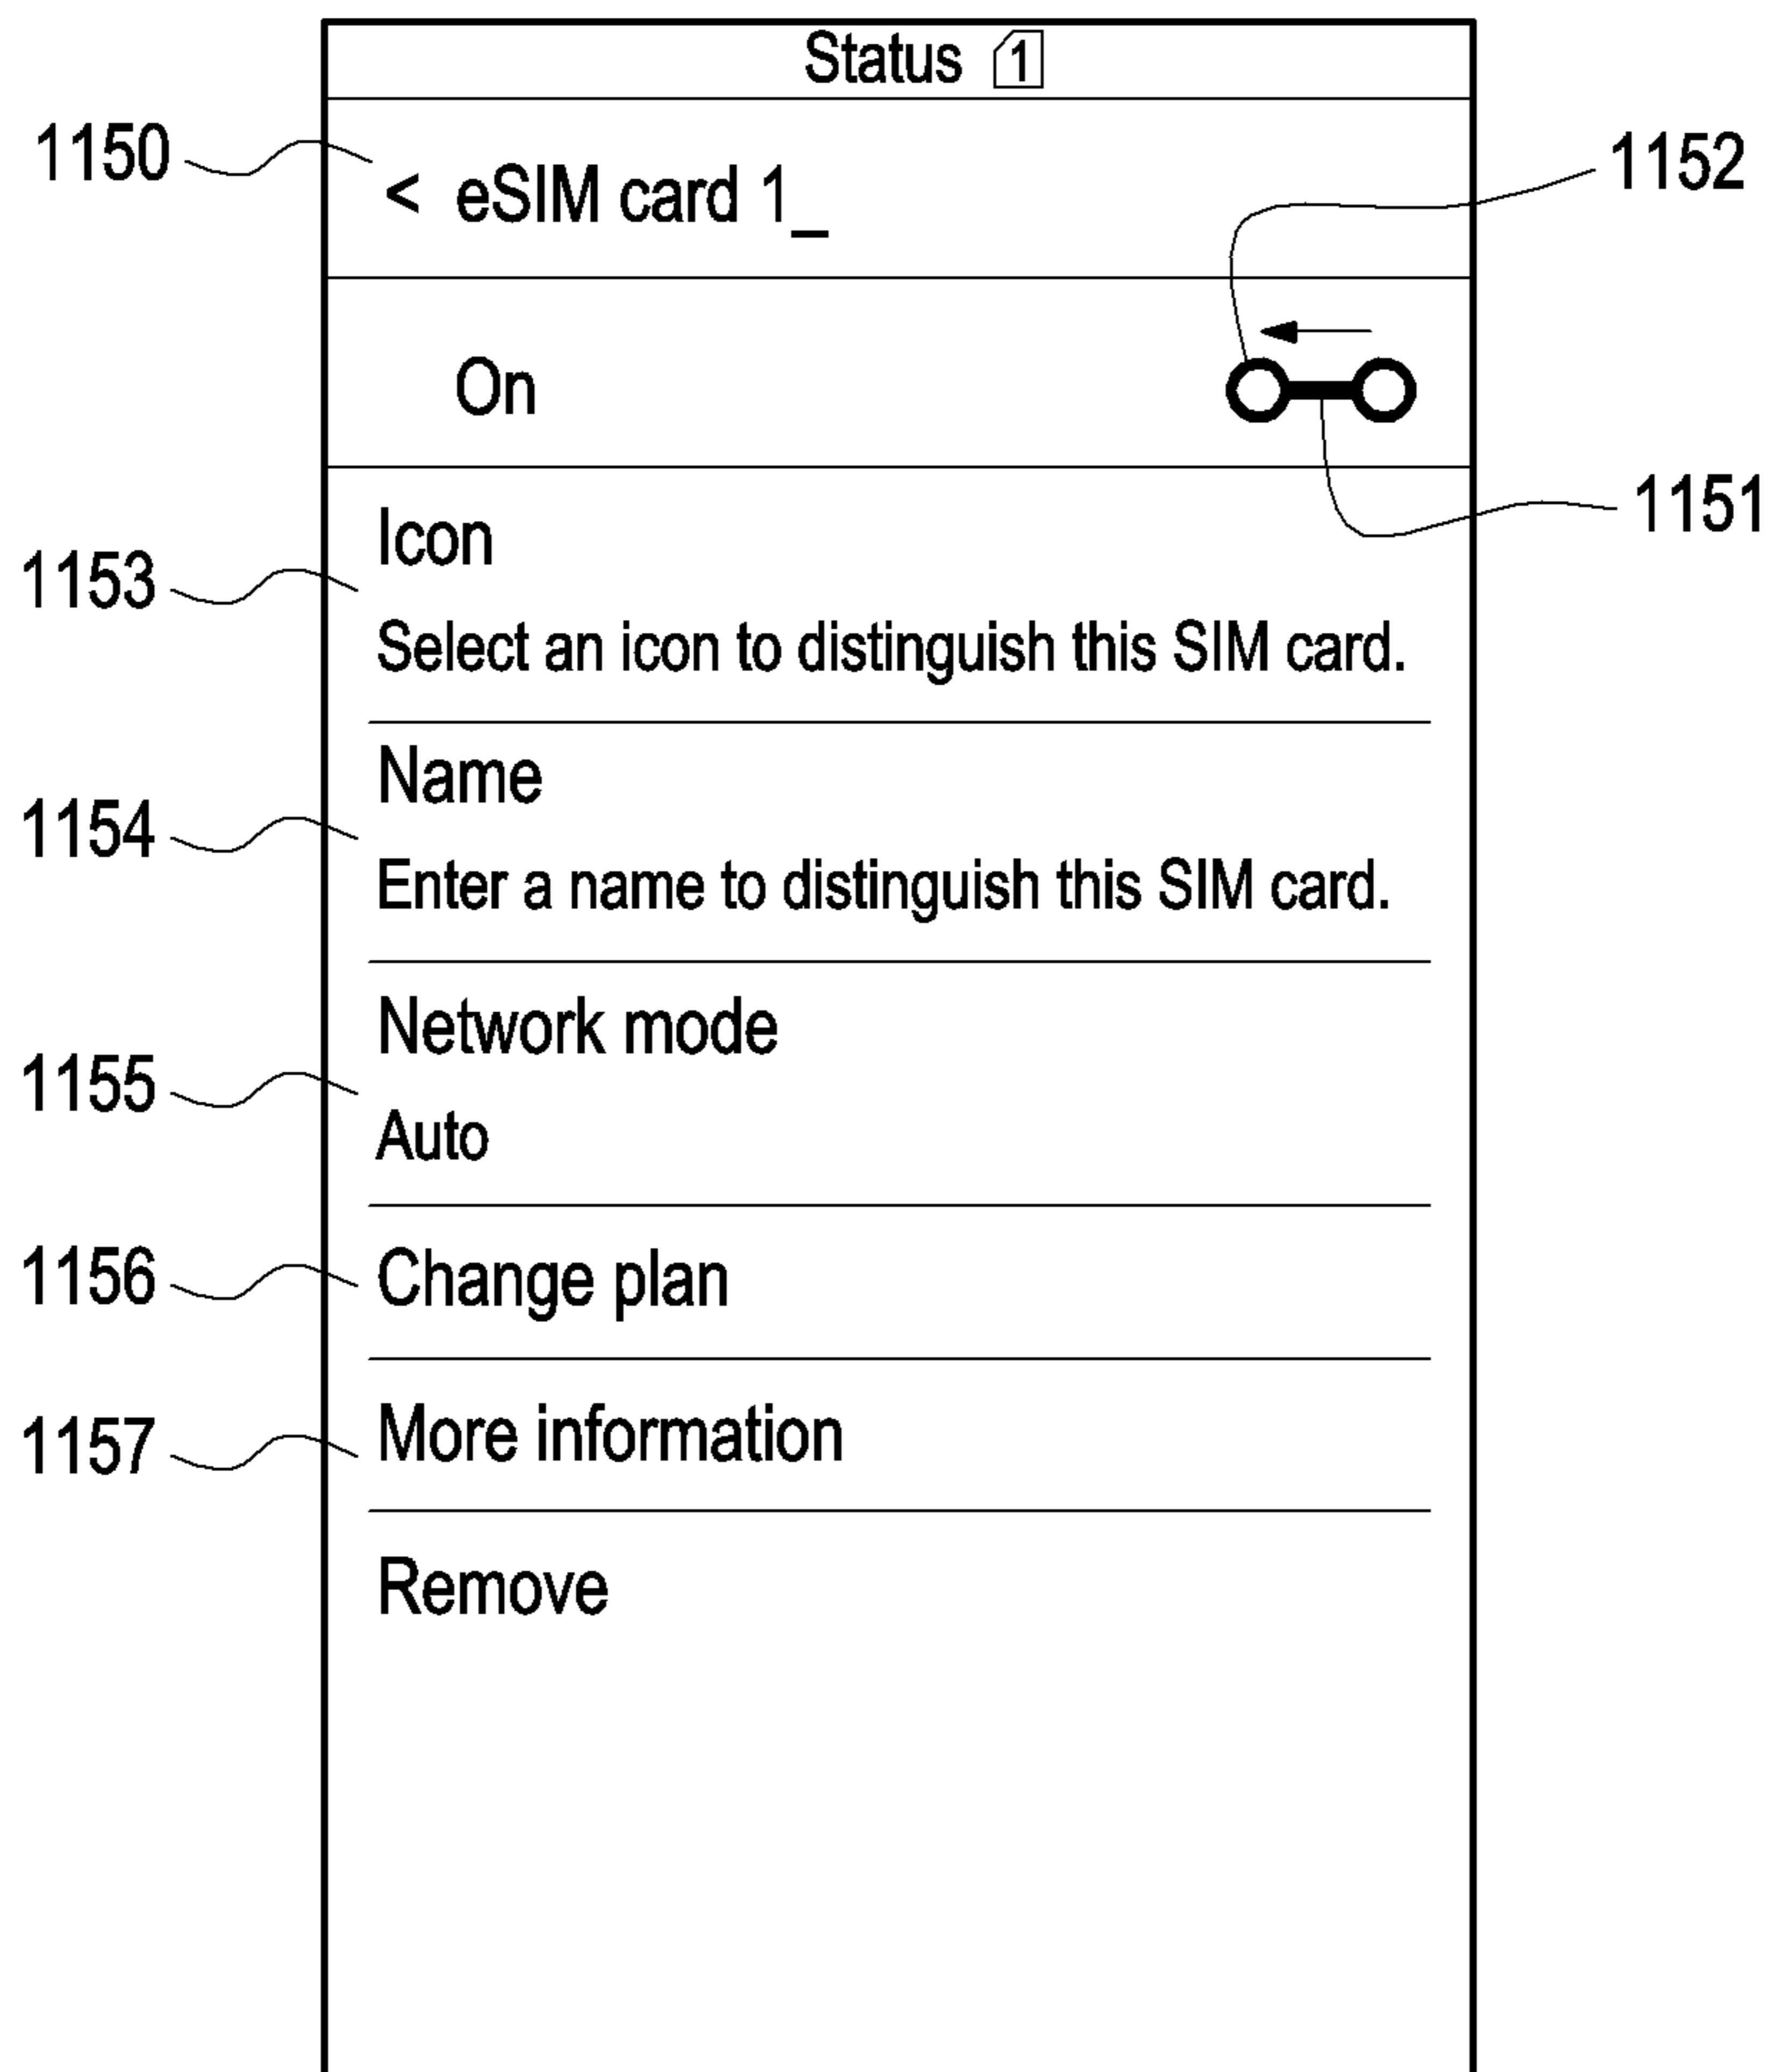 Status 1
1150
< eSIM card 1_
1152
On
1151
Icon
1153
Select an icon to distinguish this SIM card.
Name
1154
Enter a name to distinguish this SIM card.
Network mode
1155
Auto
1156
Change plan
1157
More information
Remove